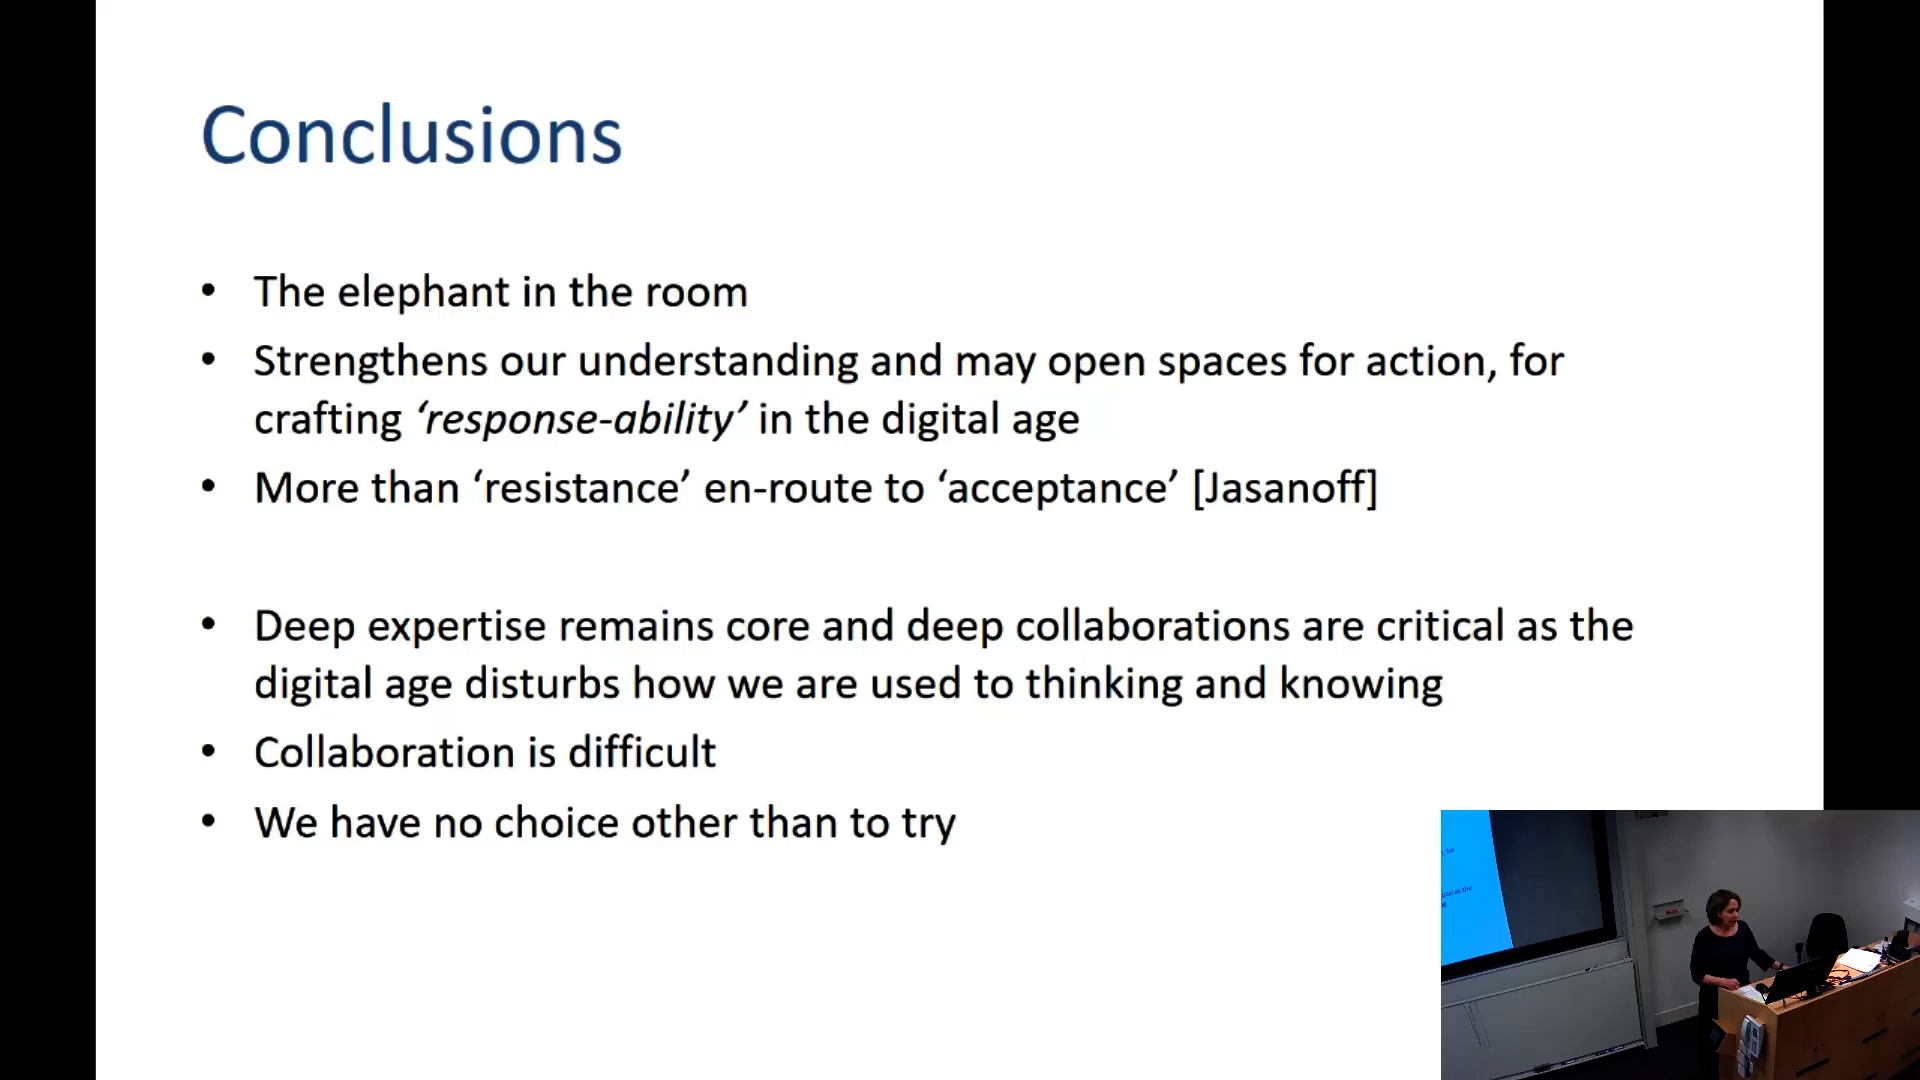 Conclusions
• The elephant in the room
• Strengthens our understanding and may open spaces for action, for
crafting ‘response-ability’ in the digital age
• More than ‘resistance’ en-route to ‘acceptance’ [Jasanoff]
• Deep expertise remains core and deep collaborations are critical as the
digital age disturbs how we are used to thinking and knowing
• Collaboration is difficult
• We have no choice other than to try